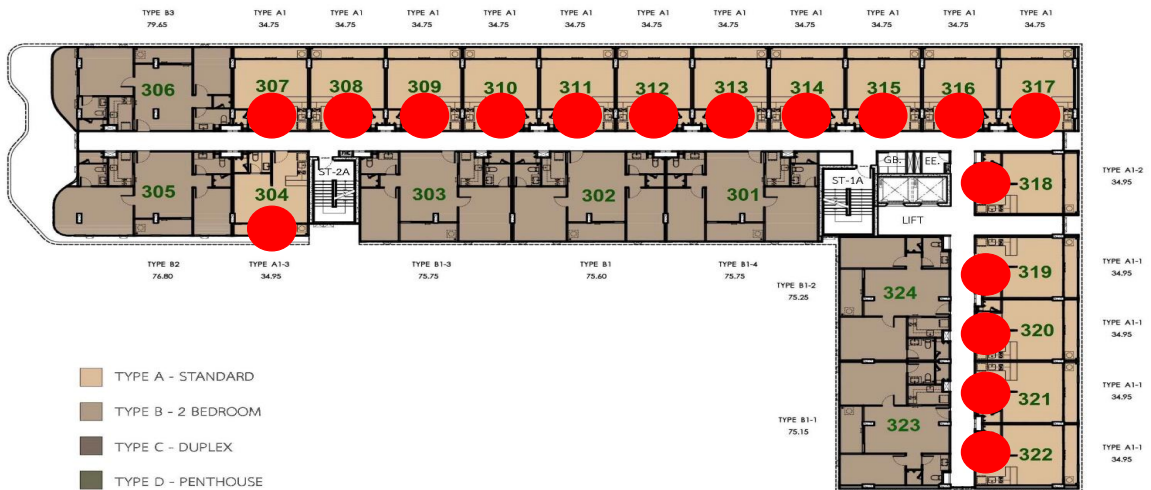 TYPE B3
79.65
TYPE A1
34.75
TYPE A1
34.75
TYPE A1
34.75
TYPE A1
34.75
TYPE A1
34.75
TYPE A1
34.75
TYPE A1
34.75
TYPE A1
34.75
TYPE A1
34.75
TYPE A1
34.75
TYPE A1
34.75
306
307
308
309
310
311
312
313
314
315
316
317
305
304
ST-2A
303
302
301
ST-1A
GB.
EE.
LIFT
318
TYPE A1-2
34.95
TYPE B2
76.80
TYPE A1-3
34.95
TYPE B1-3
75.75
TYPE B1
75.60
TYPE B1-4
75.75
TYPE B1-2
75.25
324
319
TYPE A1-1
34.95
320
TYPE A1-1
34.95
321
TYPE A1-1
34.95
TYPE B1-1
75.15
323
322
TYPE A1-1
34.95
TYPE A - STANDARD
TYPE B - 2 BEDROOM
TYPE C - DUPLEX
TYPE D - PENTHOUSE